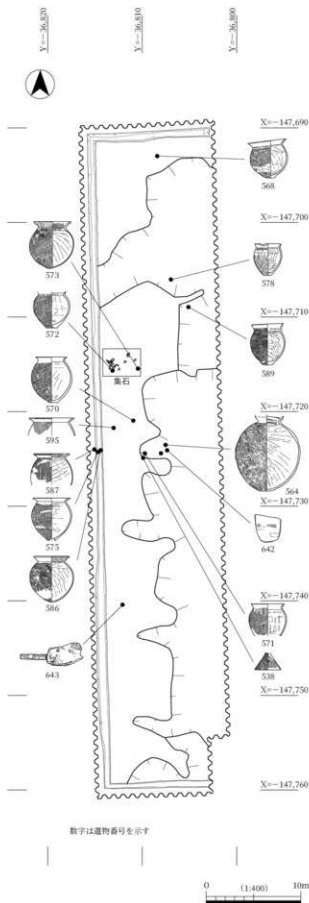 Y=-36,820
Y=-36,810
Y=-36,800
X=-147,690
568
X=-147,700
573
578
X=-147,710
572
589
集石
570
X=-147,720
595
564
587
X=-147,730
642
575
586
X=-147,740
571
538
643
X=-147,750
X=-147,760
数字は遺物番号を示す
0 (1:400) 10m